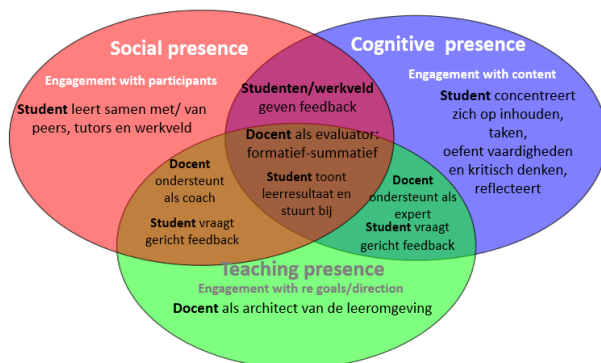 Social presence
Engagement with participants
Student leert samen met/ van
peers, tutors en werkveld
Cognitive presence
Engagement with content
Student concentreert
zich op inhouden,
taken,
oefent vaardigheden
en kritisch denken,
reflecteert
Studenten/werkveld
geven feedback
Docent als evaluator:
formatief-summatief
Student toont
leerresultaat en
stuurt bij
Docent
ondersteunt
als coach
Student vraagt
gericht feedback
Docent
ondersteunt als
expert
Student vraagt
gericht feedback
Teaching presence
Engagement with re goals/direction
Docent als architect van de leeromgeving